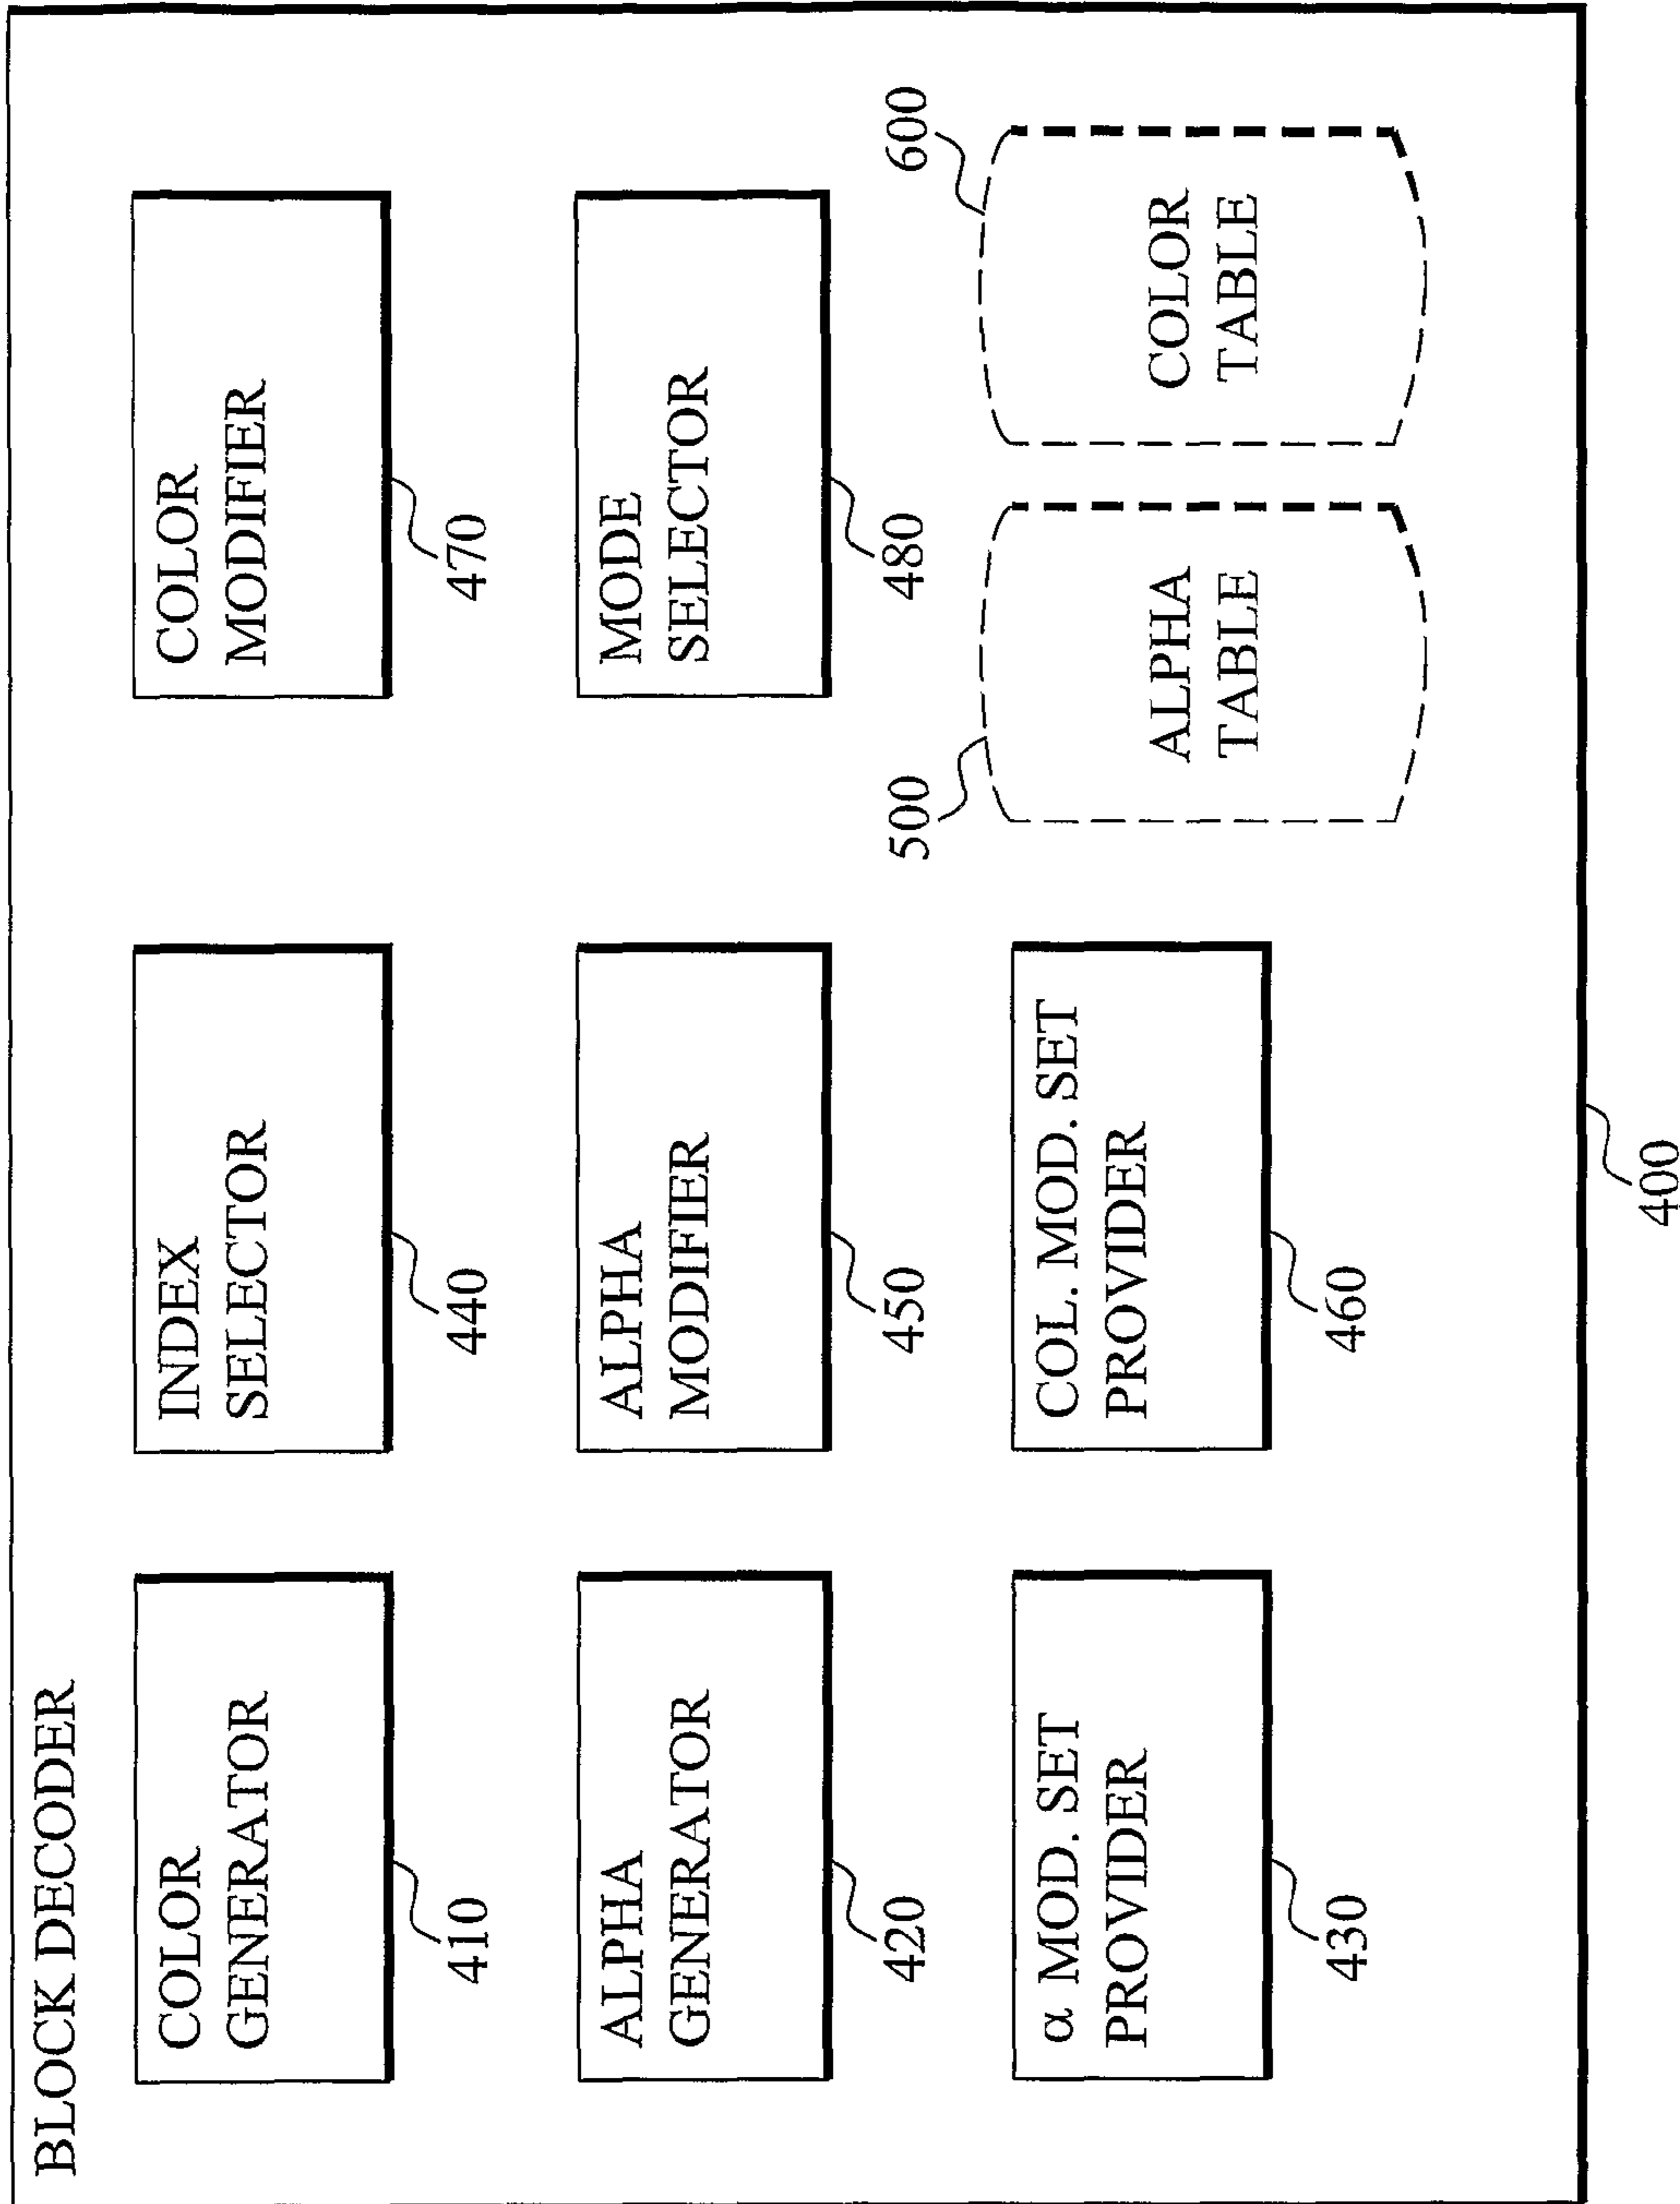 BLOCK DECODER
COLOR
GENERATOR
410
INDEX
SELECTOR
440
COLOR
MODIFIER
470
ALPHA
GENERATOR
420
ALPHA
MODIFIER
450
MODE
SELECTOR
480
α MOD. SET
PROVIDER
430
COL. MOD. SET
PROVIDER
460
500
ALPHA
TABLE
600
COLOR
TABLE
400